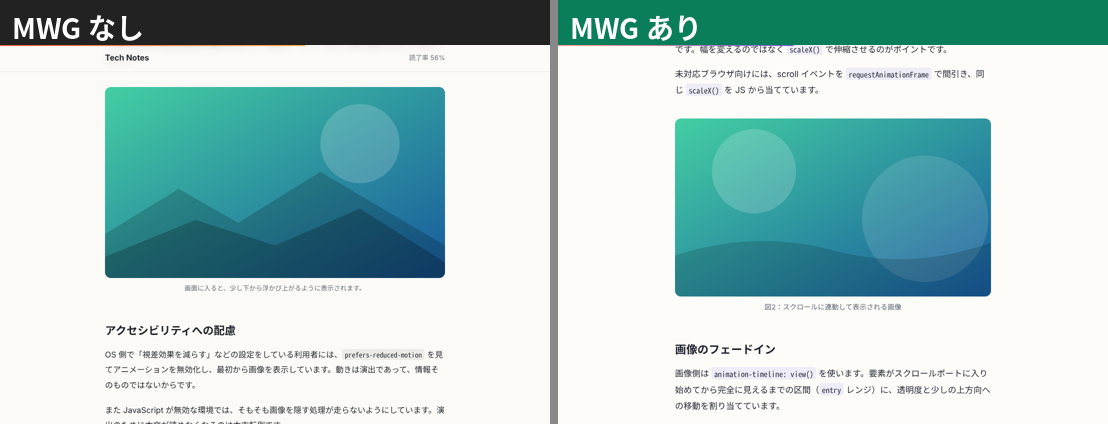 MWG なし
Tech Notes
読了率 56%
画面に入ると、少し下から浮かび上がるように表示されます。
アクセシビリティへの配慮
OS 側で「視差効果を減らす」などの設定をしている利用者には、prefers-reduced-motion を見
てアニメーションを無効化し、最初から画像を表示しています。動きは演出であって、情報そ
のものではないからです。
また JavaScript が無効な環境では、そもそも画像を隠す処理が走らないようにしています。演
MWG あり
です。幅を変えるのではなく scaleX() で伸縮させるのがポイントです。
未対応ブラウザ向けには、scroll イベントを requestAnimationFrame で間引き、同
じ scaleX() を JS から当てています。
図2：スクロールに連動して表示される画像
画像のフェードイン
画像側は animation-timeline: view() を使います。要素がスクロールポートに入り
始めてから完全に見えるまでの区間（entry レンジ）に、透明度と少しの上方向へ
の移動を割り当てています。